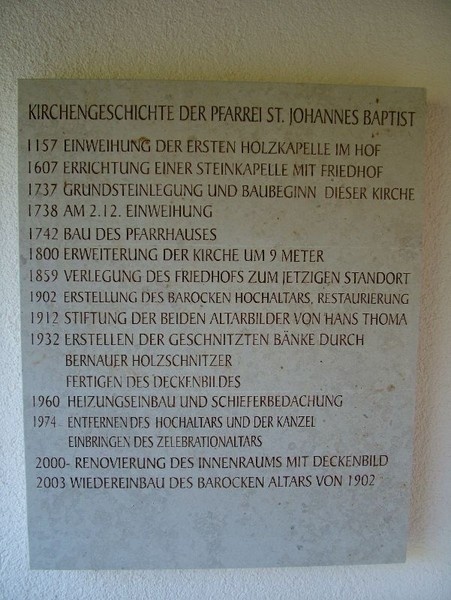 KIRCHENGESCHICHTE DER PFARREI ST. JOHANNES BAPTIST
1157 EINWEIHUNG DER ERSTEN HOLZKAPELLE IM HOF
1607 ERRICHTUNG EINER STEINKAPELLE MIT FRIEDHOF
1737 GRUNDSTEINLEGUNG UND BAUBEGINN DIESER KIRCHE
1738 AM 2.12. EINWEIHUNG
1742 BAU DES PFARRHAUSES
1800 ERWEITERUNG DER KIRCHE UM 9 METER
1859 VERLEGUNG DES FRIEDHOFS ZUM JETZIGEN STANDORT
1902 ERSTELLUNG DES BAROCKEN HOCHALTARS, RESTAURIERUNG
1912 STIFTUNG DER BEIDEN ALTARBILDER VON HANS THOMA
1932 ERSTELLEN DER GESCHNITZTEN BÄNKE DURCH
BERNAUER HOLZSCHNITZER
FERTIGEN DES DECKENBILDES
1960 HEIZUNGSEINBAU UND SCHIEFERBEDACHUNG
1974 ENTFERNEN DES HOCHALTARS UND DER KANZEL
EINBRINGEN DES ZELEBRATIONALTARS
2000- RENOVIERUNG DES INNENRAUMS MIT DECKENBILD
2003 WIEDEREINBAU DES BAROCKEN ALTARS VON 1902